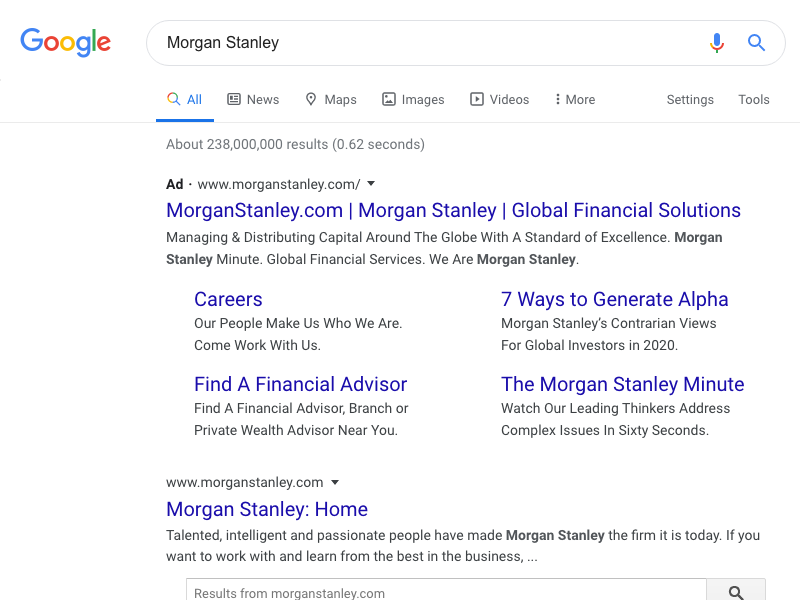 Google
Morgan Stanley
All News Maps Images Videos More Settings Tools
About 238,000,000 results (0.62 seconds)
Ad · www.morganstanley.com/
MorganStanley.com | Morgan Stanley | Global Financial Solutions
Managing & Distributing Capital Around The Globe With A Standard of Excellence. Morgan
Stanley Minute. Global Financial Services. We Are Morgan Stanley.
Careers
Our People Make Us Who We Are.
Come Work With Us.
7 Ways to Generate Alpha
Morgan Stanley’s Contrarian Views
For Global Investors in 2020.
Find A Financial Advisor
Find A Financial Advisor, Branch or
Private Wealth Advisor Near You.
The Morgan Stanley Minute
Watch Our Leading Thinkers Address
Complex Issues In Sixty Seconds.
www.morganstanley.com
Morgan Stanley: Home
Talented, intelligent and passionate people have made Morgan Stanley the firm it is today. If you
want to work with and learn from the best in the business, ...
Results from morganstanley.com